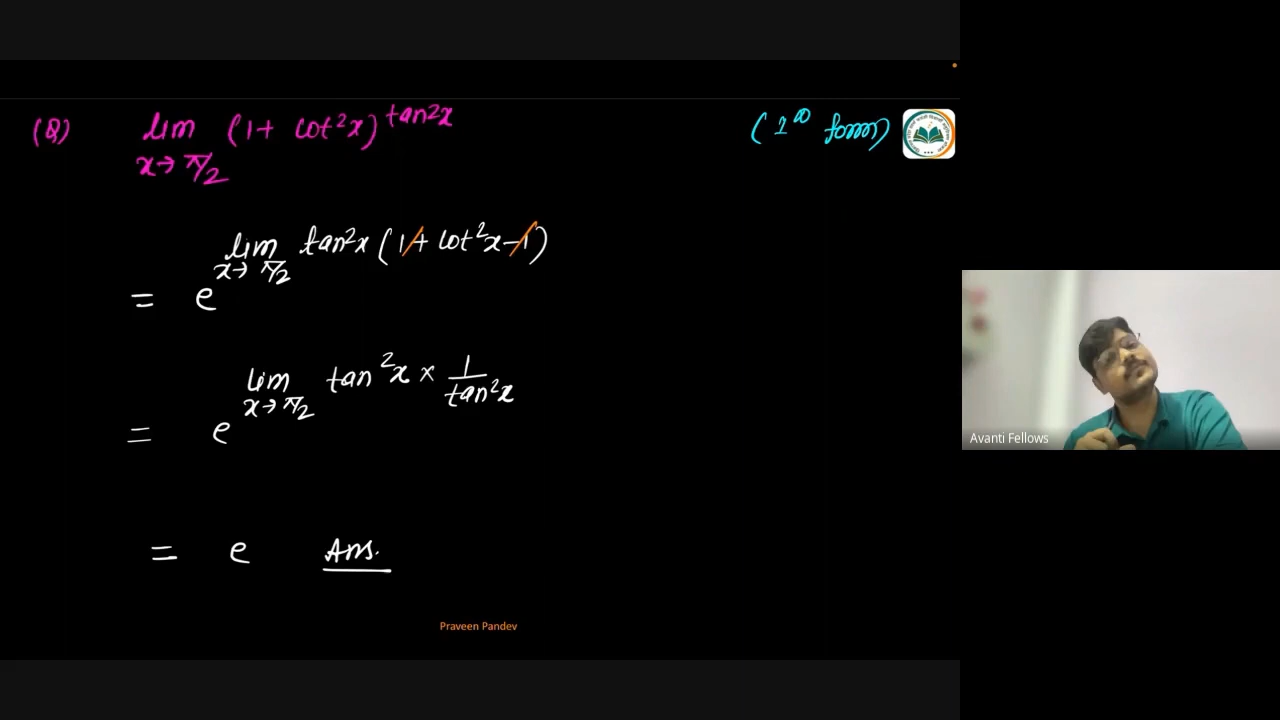 (Q) lim (1 + cot²x)^tan²x (1^∞ form)
x→π/2
lim tan²x (1 + cot²x − 1)
x→π/2
= e
lim tan²x × 1/tan²x
x→π/2
= e
= e Ans.
Praveen Pandev
Avanti Fellows